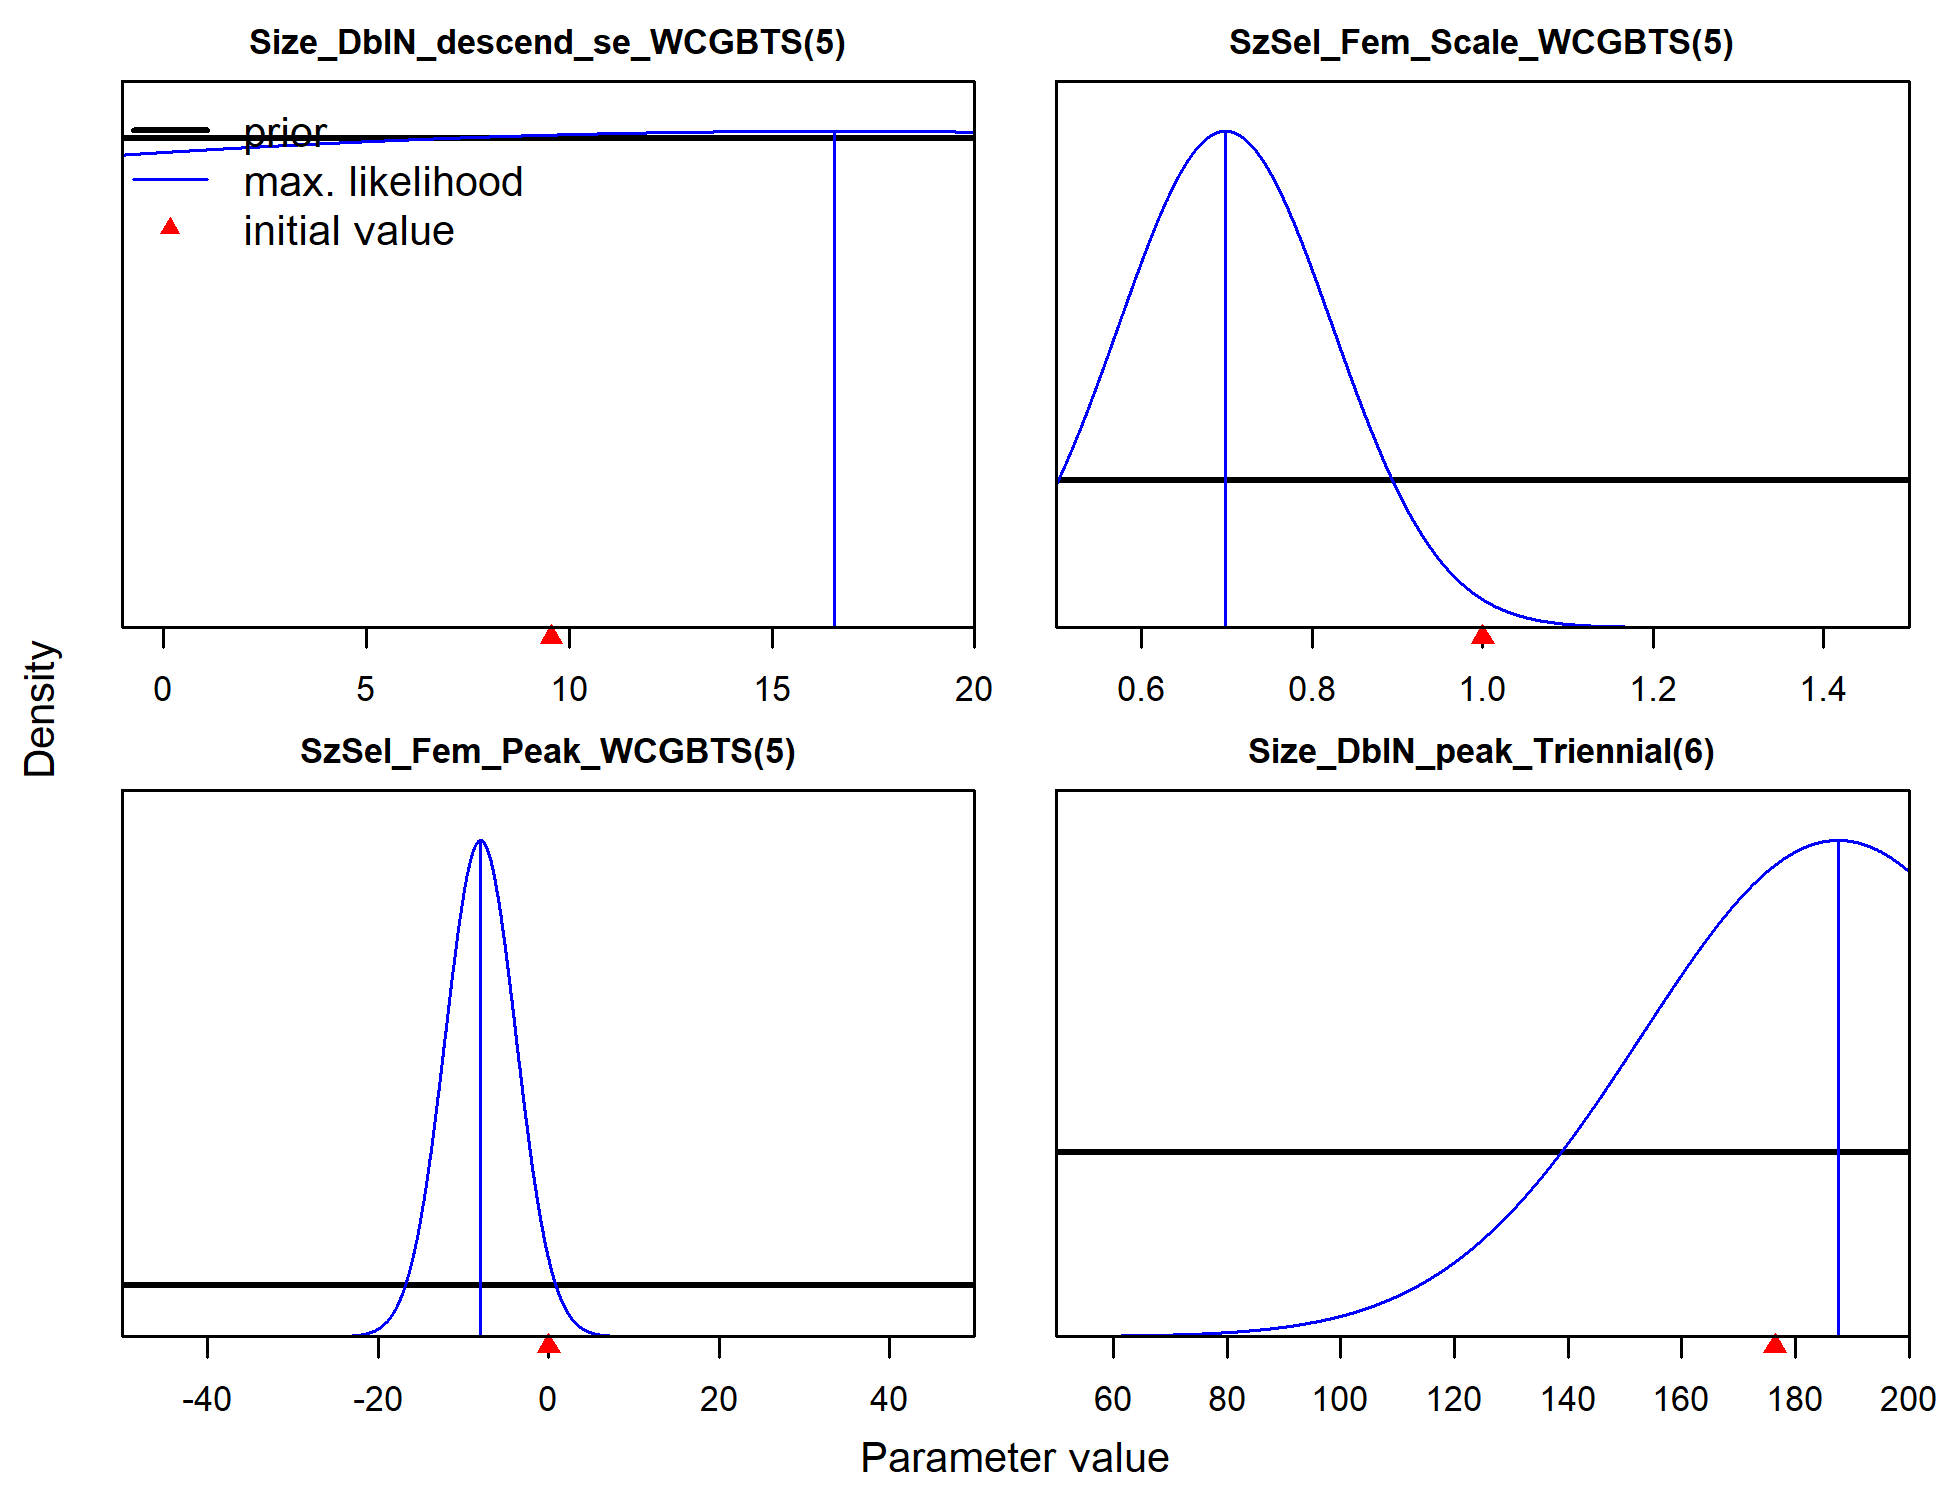 Size_DblN_descend_se_WCGBTS(5)
prior
max. likelihood
initial value
0 5 10 15 20
SzSel_Fem_Scale_WCGBTS(5)
0.6 0.8 1.0 1.2 1.4
SzSel_Fem_Peak_WCGBTS(5)
-40 -20 0 20 40
Size_DblN_peak_Triennial(6)
60 80 100 120 140 160 180 200
Density
Parameter value